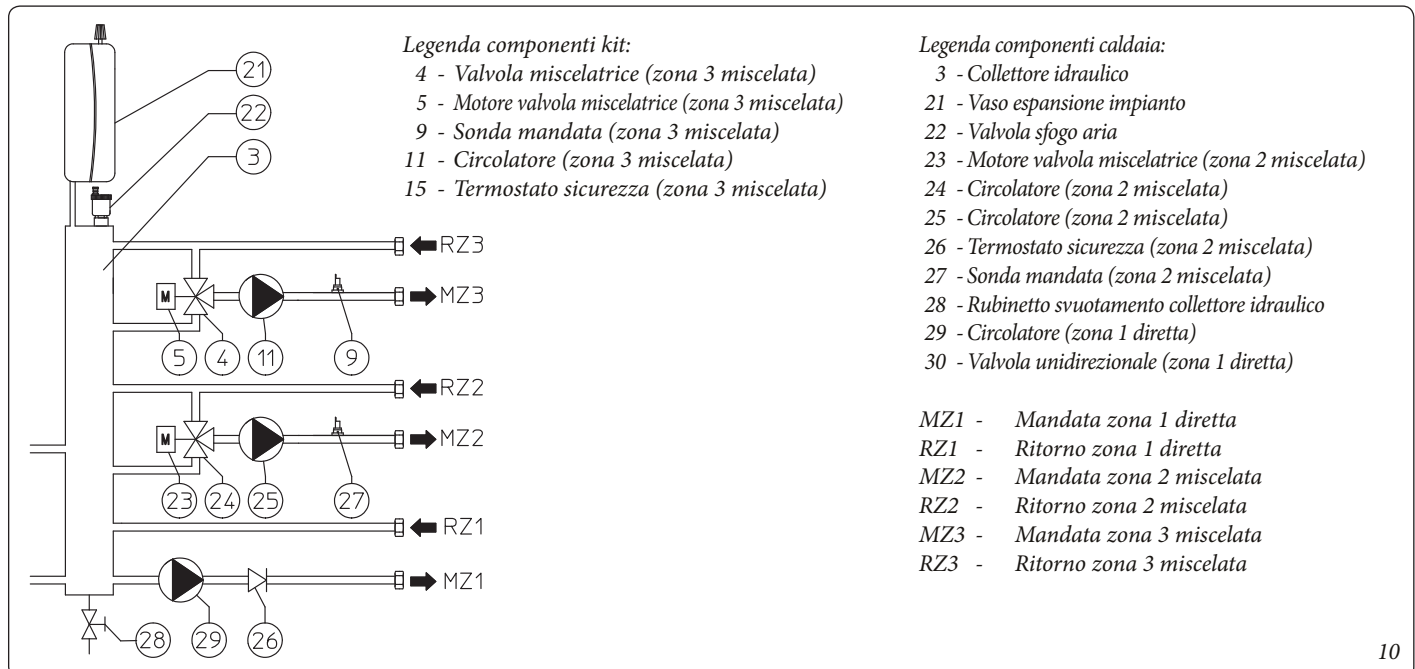 21
22
3
RZ3
MZ3
M
5
4
11
9
RZ2
MZ2
M
23
24
25
27
RZ1
MZ1
28
29
26
Legenda componenti kit:
4 - Valvola miscelatrice (zona 3 miscelata)
5 - Motore valvola miscelatrice (zona 3 miscelata)
9 - Sonda mandata (zona 3 miscelata)
11 - Circolatore (zona 3 miscelata)
15 - Termostato sicurezza (zona 3 miscelata)
Legenda componenti caldaia:
3 - Collettore idraulico
21 - Vaso espansione impianto
22 - Valvola sfogo aria
23 - Motore valvola miscelatrice (zona 2 miscelata)
24 - Circolatore (zona 2 miscelata)
25 - Circolatore (zona 2 miscelata)
26 - Termostato sicurezza (zona 2 miscelata)
27 - Sonda mandata (zona 2 miscelata)
28 - Rubinetto svuotamento collettore idraulico
29 - Circolatore (zona 1 diretta)
30 - Valvola unidirezionale (zona 1 diretta)
MZ1 - Mandata zona 1 diretta
RZ1 - Ritorno zona 1 diretta
MZ2 - Mandata zona 2 miscelata
RZ2 - Ritorno zona 2 miscelata
MZ3 - Mandata zona 3 miscelata
RZ3 - Ritorno zona 3 miscelata
10